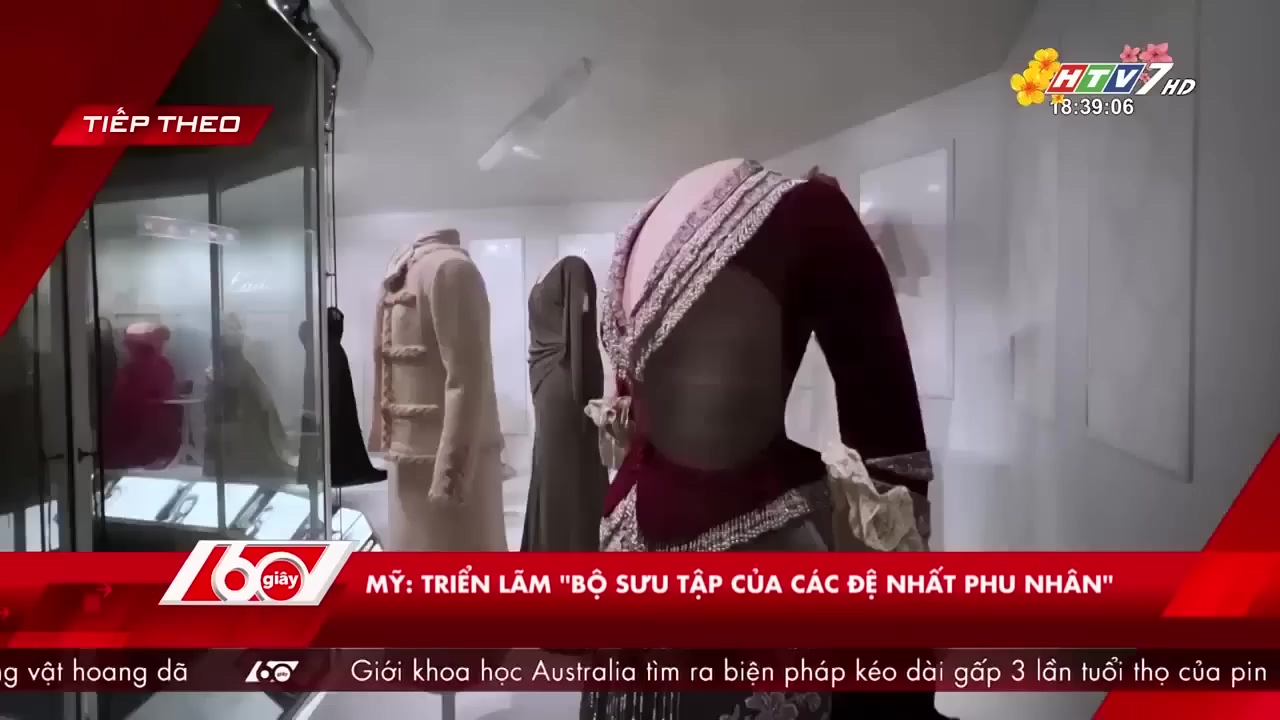 TIẾP THEO
HTV7 HD
18:39:06
60 giây
MỸ: TRIỂN LÃM "BỘ SƯU TẬP CỦA CÁC ĐỆ NHẤT PHU NHÂN"
g vật hoang dã 60 giây Giới khoa học Australia tìm ra biện pháp kéo dài gấp 3 lần tuổi thọ của pin